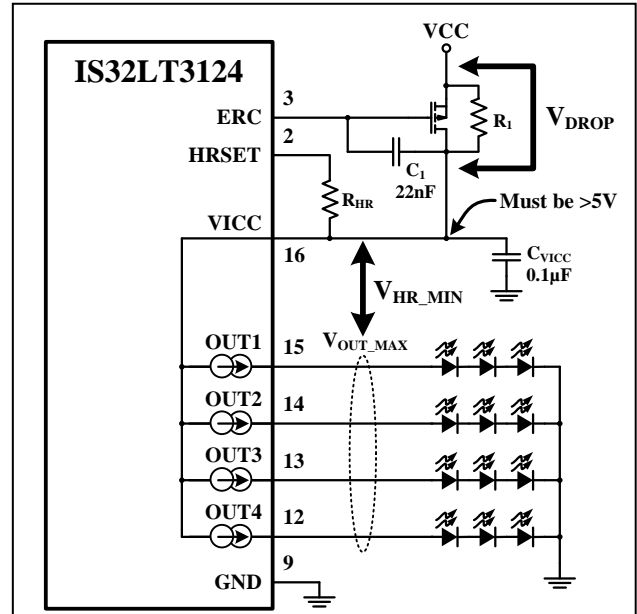 VCC
IS32LT3124
3
ERC
R1
VDROP
2
HRSET
C1
22nF
RHR
Must be >5V
VICC
16
CVICC
0.1µF
VHR_MIN
VOUT_MAX
OUT1
15
OUT2
14
OUT3
13
OUT4
12
9
GND